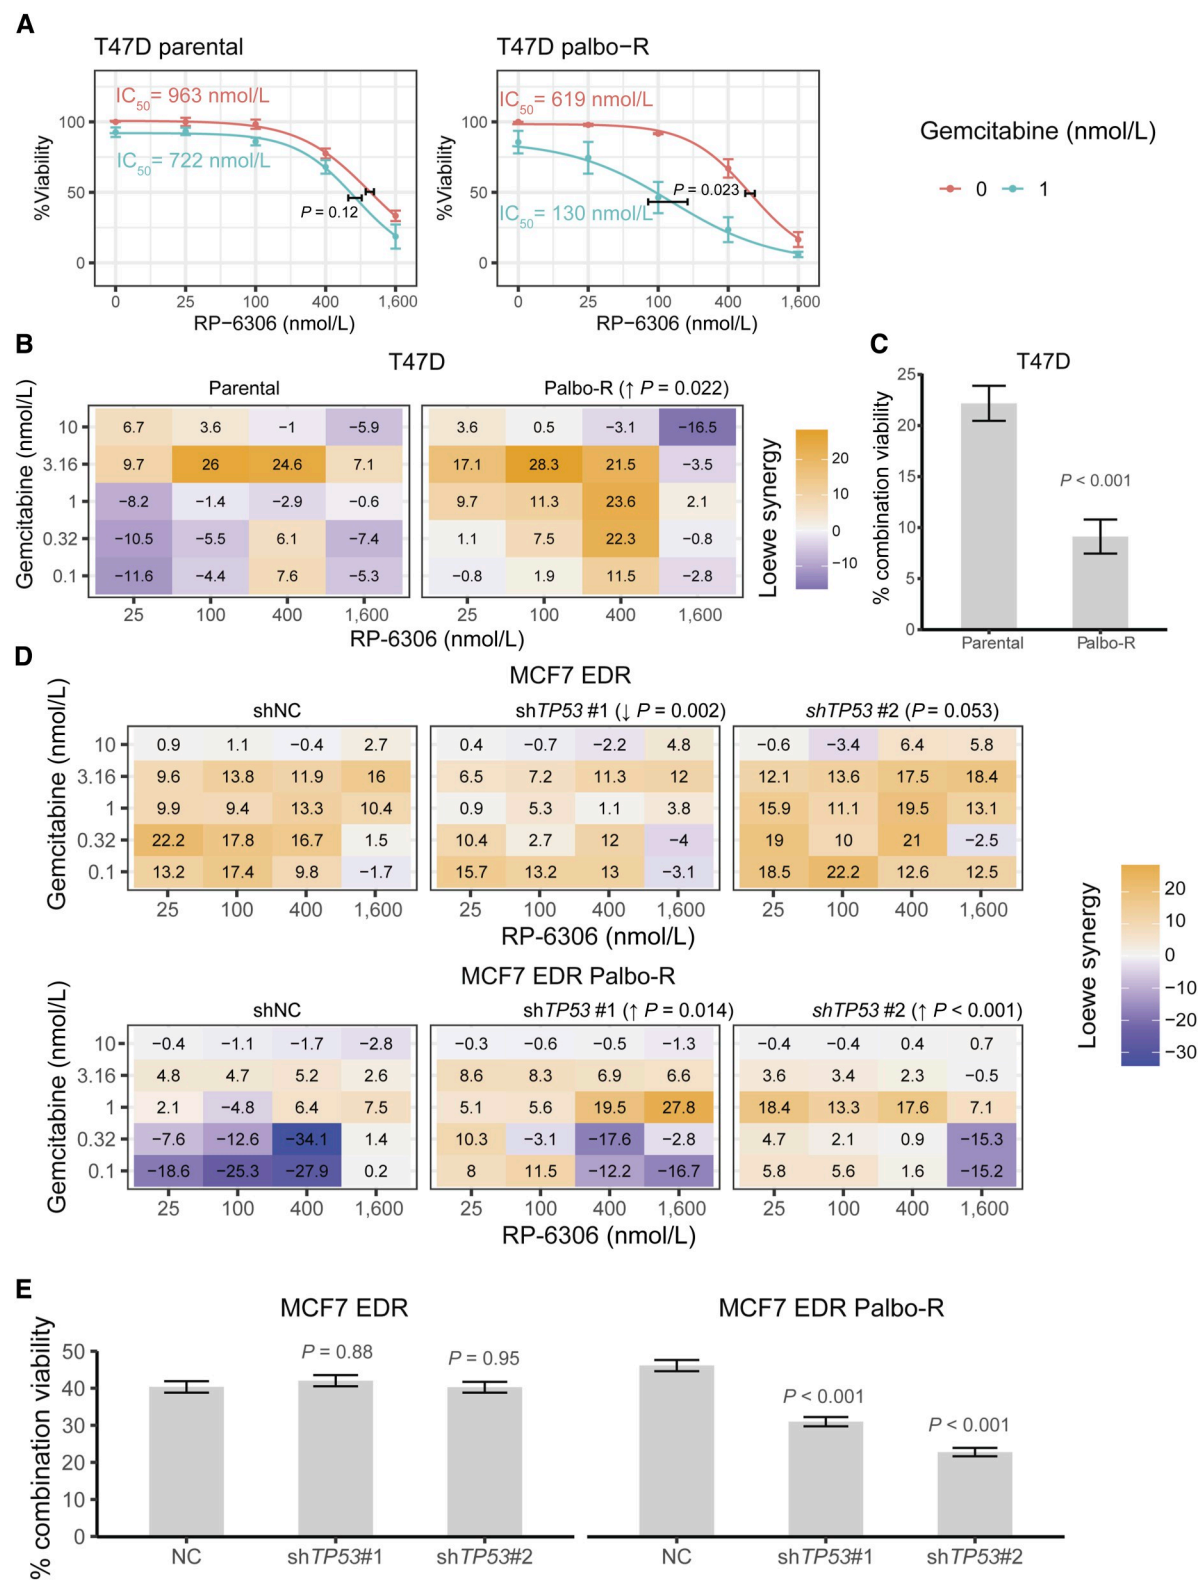 A
T47D parental
T47D palbo−R
IC50= 963 nmol/L
IC50= 722 nmol/L
P = 0.12
%Viability
100
50
0
0 25 100 400 1,600
RP−6306 (nmol/L)
IC50= 619 nmol/L
IC50= 130 nmol/L
P = 0.023
%Viability
100
50
0
0 25 100 400 1,600
RP−6306 (nmol/L)
Gemcitabine (nmol/L)
0 1
B
T47D
Parental
Palbo-R (↑ P = 0.022)
Gemcitabine (nmol/L)
10 6.7 3.6 −1 −5.9 3.6 0.5 −3.1 −16.5
3.16 9.7 26 24.6 7.1 17.1 28.3 21.5 −3.5
1 −8.2 −1.4 −2.9 −0.6 9.7 11.3 23.6 2.1
0.32 −10.5 −5.5 6.1 −7.4 1.1 7.5 22.3 −0.8
0.1 −11.6 −4.4 7.6 −5.3 −0.8 1.9 11.5 −2.8
25 100 400 1,600 25 100 400 1,600
RP-6306 (nmol/L)
Loewe synergy
20
10
0
−10
C
T47D
% combination viability
25
20
15
10
5
0
P < 0.001
Parental Palbo-R
D
MCF7 EDR
shNC
shTP53 #1 (↓ P = 0.002)
shTP53 #2 (P = 0.053)
Gemcitabine (nmol/L)
10 0.9 1.1 −0.4 2.7 0.4 −0.7 −2.2 4.8 −0.6 −3.4 6.4 5.8
3.16 9.6 13.8 11.9 16 6.5 7.2 11.3 12 12.1 13.6 17.5 18.4
1 9.9 9.4 13.3 10.4 0.9 5.3 1.1 3.8 15.9 11.1 19.5 13.1
0.32 22.2 17.8 16.7 1.5 10.4 2.7 12 −4 19 10 21 −2.5
0.1 13.2 17.4 9.8 −1.7 15.7 13.2 13 −3.1 18.5 22.2 12.6 12.5
25 100 400 1,600 25 100 400 1,600 25 100 400 1,600
RP-6306 (nmol/L)
MCF7 EDR Palbo-R
shNC
shTP53 #1 (↑ P = 0.014)
shTP53 #2 (↑ P < 0.001)
Gemcitabine (nmol/L)
10 −0.4 −1.1 −1.7 −2.8 −0.3 −0.6 −0.5 −1.3 −0.4 −0.4 0.4 0.7
3.16 4.8 4.7 5.2 2.6 8.6 8.3 6.9 6.6 3.6 3.4 2.3 −0.5
1 2.1 −4.8 6.4 7.5 5.1 5.6 19.5 27.8 18.4 13.3 17.6 7.1
0.32 −7.6 −12.6 −34.1 1.4 10.3 −3.1 −17.6 −2.8 4.7 2.1 0.9 −15.3
0.1 −18.6 −25.3 −27.9 0.2 8 11.5 −12.2 −16.7 5.8 5.6 1.6 −15.2
25 100 400 1,600 25 100 400 1,600 25 100 400 1,600
RP-6306 (nmol/L)
Loewe synergy
20
10
0
−10
−20
−30
E
MCF7 EDR
MCF7 EDR Palbo-R
% combination viability
50
40
30
20
10
0
P = 0.88
P = 0.95
P < 0.001
P < 0.001
NC shTP53#1 shTP53#2 NC shTP53#1 shTP53#2